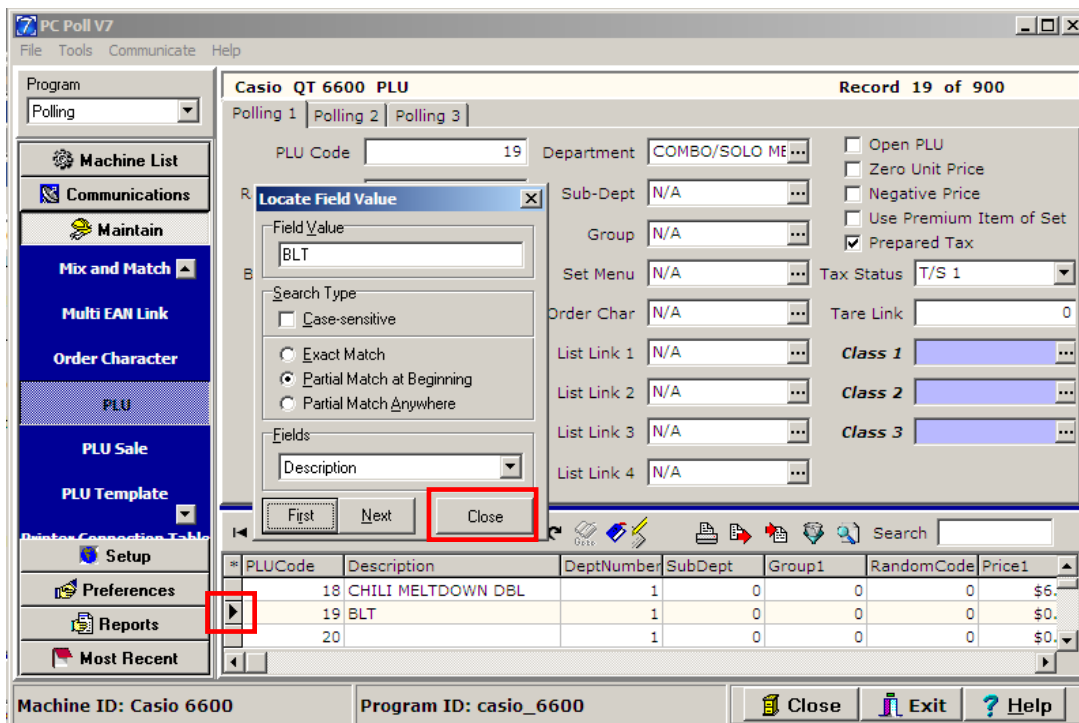 PC Poll V7
File Tools Communicate Help
Program
Polling
Machine List
Communications
Maintain
Mix and Match
Multi EAN Link
Order Character
PLU
PLU Sale
PLU Template
Printer Connection Table
Setup
Preferences
Reports
Most Recent
Casio QT 6600 PLU Record 19 of 900
Polling 1 Polling 2 Polling 3
PLU Code 19
Department COMBO/SOLO ME
Sub-Dept N/A
Group N/A
Set Menu N/A
Order Char N/A
List Link 1 N/A
List Link 2 N/A
List Link 3 N/A
List Link 4 N/A
Open PLU
Zero Unit Price
Negative Price
Use Premium Item of Set
Prepared Tax
Tax Status T/S 1
Tare Link 0
Class 1
Class 2
Class 3
Locate Field Value
Field Value
BLT
Search Type
Case-sensitive
Exact Match
Partial Match at Beginning
Partial Match Anywhere
Fields
Description
First Next Close
Search
* PLUCode Description DeptNumber SubDept Group1 RandomCode Price1
18 CHILI MELTDOWN DBL 1 0 0 0 $6.
19 BLT 1 0 0 0 $0.
20 1 0 0 0 $0.
Machine ID: Casio 6600 Program ID: casio_6600 Close Exit ? Help